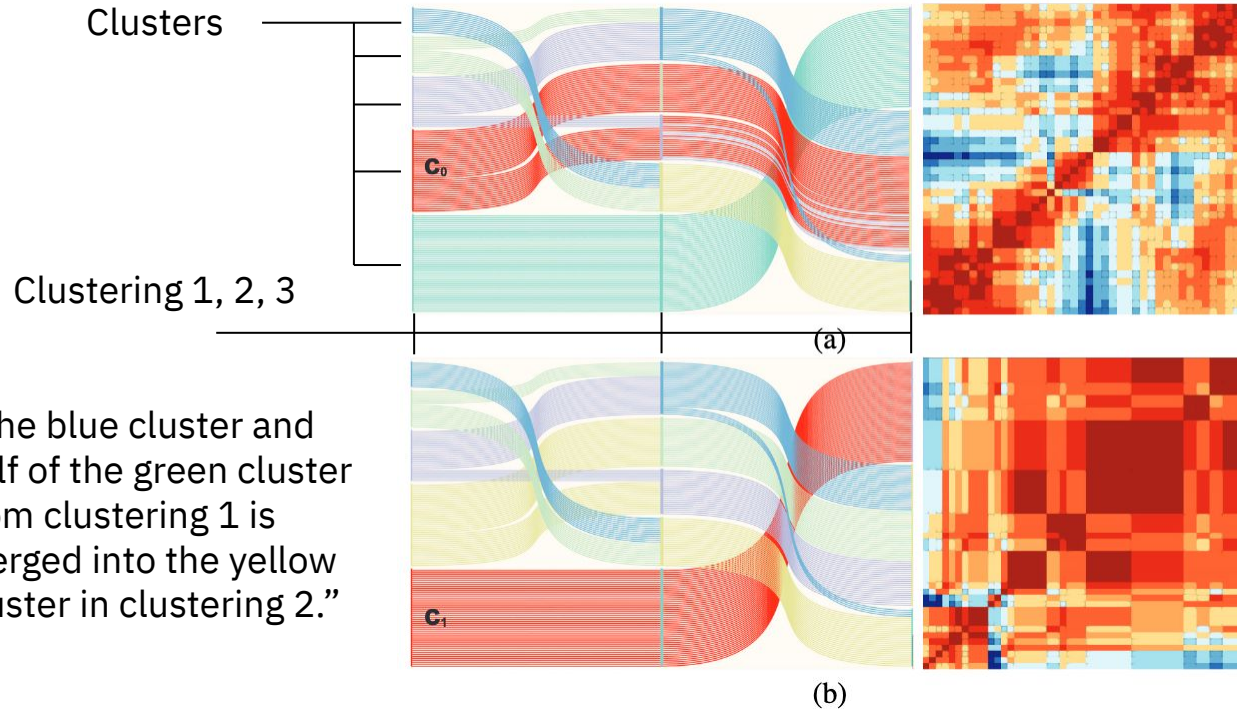 Clusters
C₀
Clustering 1, 2, 3
(a)
he blue cluster and
lf of the green cluster
om clustering 1 is
erged into the yellow
uster in clustering 2.”
C₁
(b)